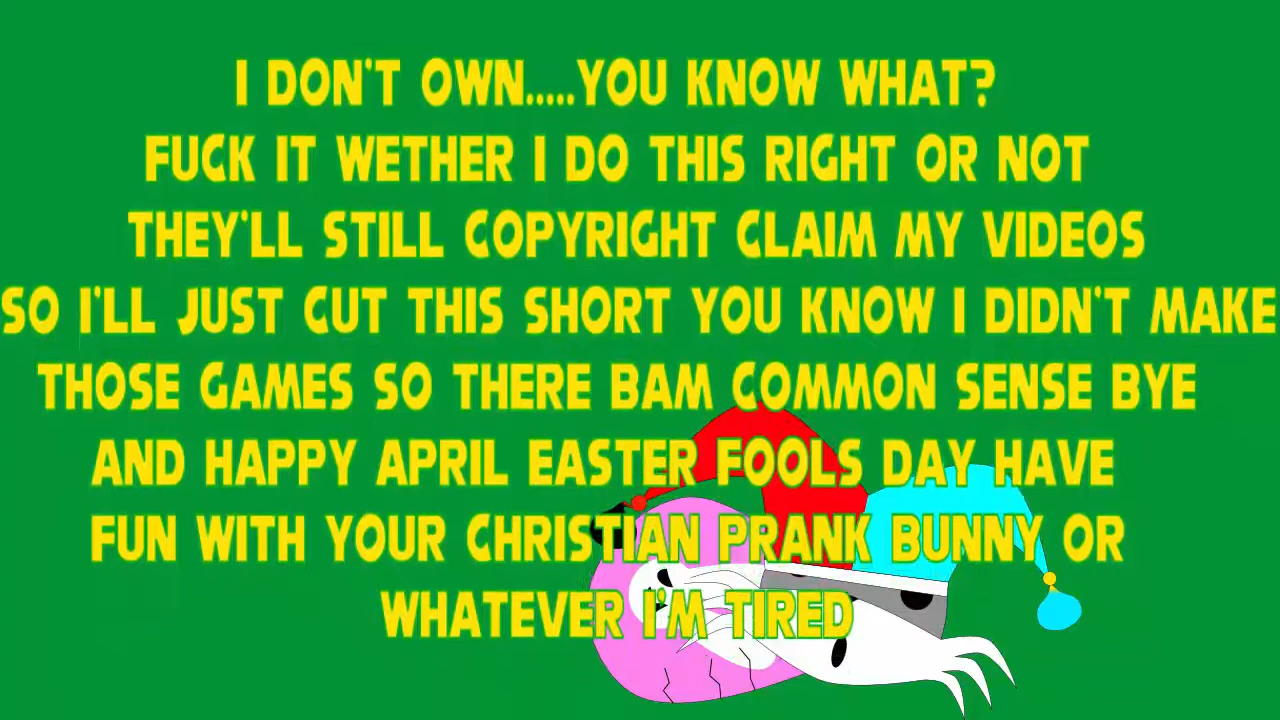 I DON'T OWN.....YOU KNOW WHAT?
FUCK IT WETHER I DO THIS RIGHT OR NOT
THEY'LL STILL COPYRIGHT CLAIM MY VIDEOS
SO I'LL JUST CUT THIS SHORT YOU KNOW I DIDN'T MAKE
THOSE GAMES SO THERE BAM COMMON SENSE BYE
AND HAPPY APRIL EASTER FOOLS DAY HAVE
FUN WITH YOUR CHRISTIAN PRANK BUNNY OR
WHATEVER I'M TIRED